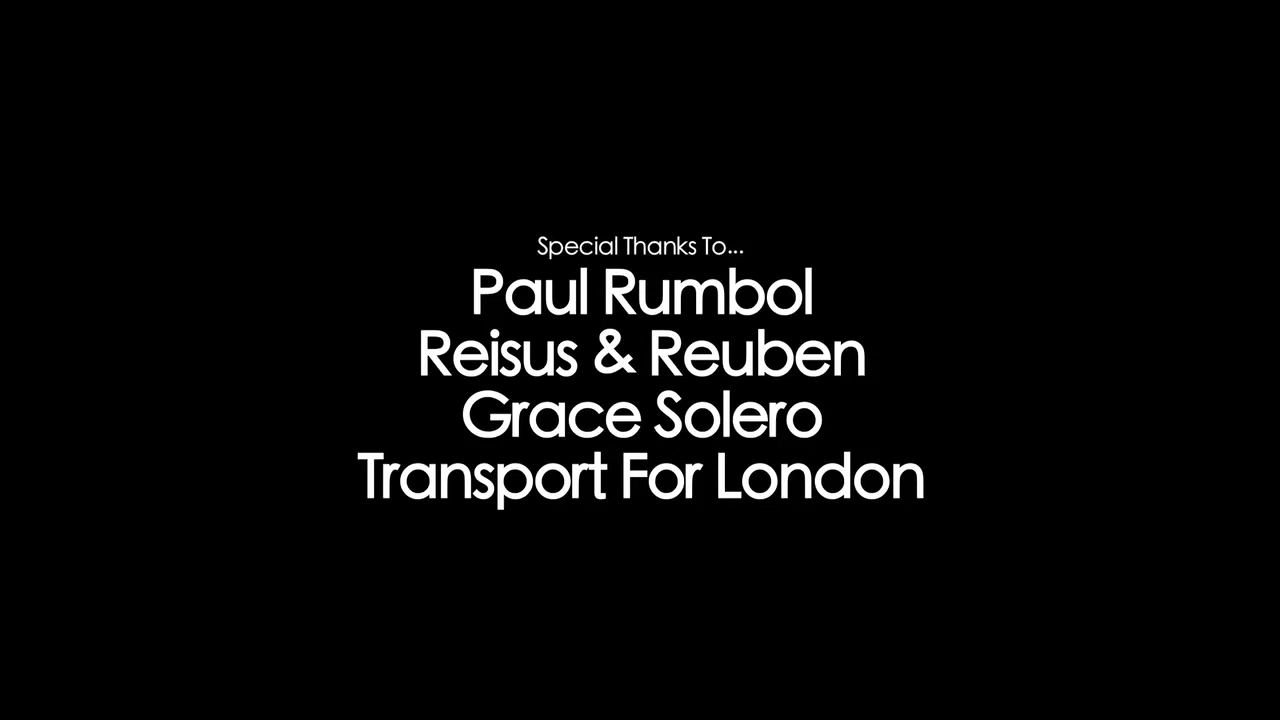 Special Thanks To...
Paul Rumbol
Reisus & Reuben
Grace Solero
Transport For London